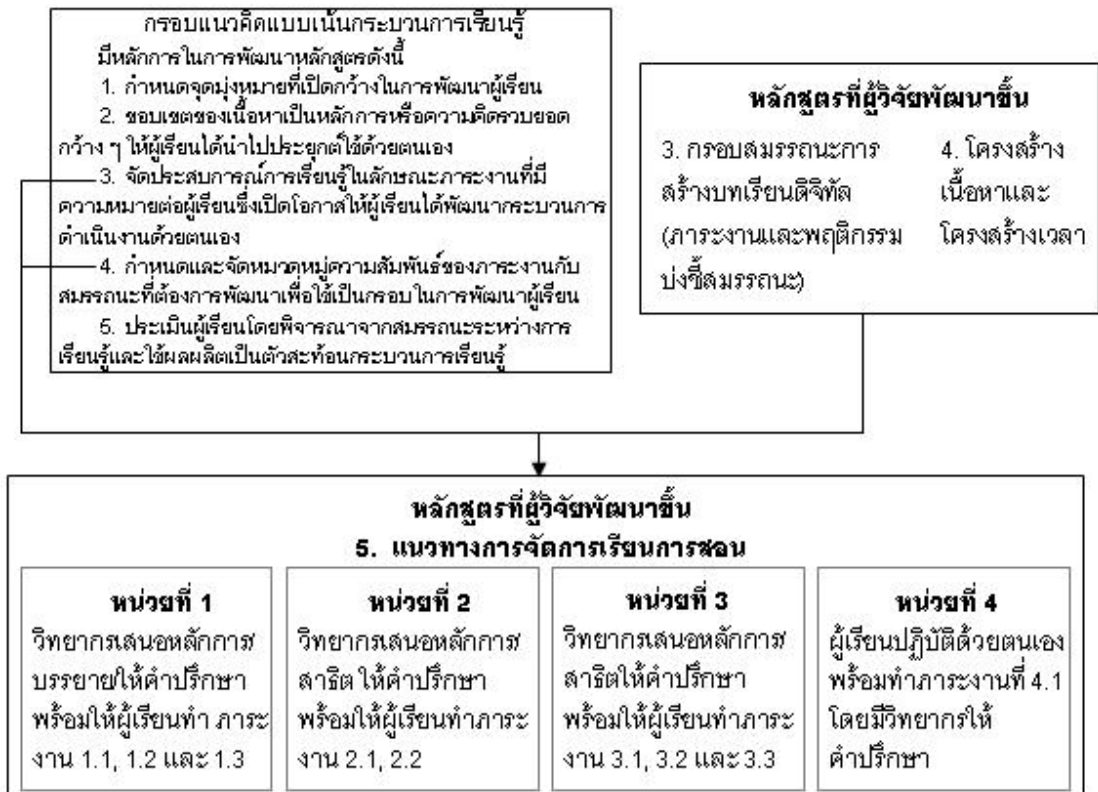 กรอบแนวคิดแบบเน้นกระบวนการเรียนรู้
มีหลักการในการพัฒนาหลักสูตรดังนี้
1. กำหนดจุดมุ่งหมายที่เปิดกว้างในการพัฒนาผู้เรียน
2. ขอบเขตของเนื้อหาเป็นหลักการหรือความคิดรวบยอด
กว้าง ๆ ให้ผู้เรียนได้นำไปประยุกต์ใช้ด้วยตนเอง
3. จัดประสบการณ์การเรียนรู้ในลักษณะภาระงานที่มี
ความหมายต่อผู้เรียนซึ่งเปิดโอกาสให้ผู้เรียนได้พัฒนากระบวนการ
ดำเนินงานด้วยตนเอง
4. กำหนดและจัดหมวดหมู่ความสัมพันธ์ของภาระงานกับ
สมรรถนะที่ต้องการพัฒนาเพื่อใช้เป็นกรอบในการพัฒนาผู้เรียน
5. ประเมินผู้เรียนโดยพิจารณาจากสมรรถนะระหว่างการ
เรียนรู้และใช้ผลผลิตเป็นตัวสะท้อนกระบวนการเรียนรู้
หลักสูตรที่ผู้วิจัยพัฒนาขึ้น
3. กรอบสมรรถนะการ
สร้างบทเรียนดิจิทัล
(ภาระงานและพฤติกรรม
บ่งชี้สมรรถนะ)
4. โครงสร้าง
เนื้อหาและ
โครงสร้างเวลา
หลักสูตรที่ผู้วิจัยพัฒนาขึ้น
5. แนวทางการจัดการเรียนการสอน
หน่วยที่ 1
วิทยากรเสนอหลักการ
บรรยายให้คำปรึกษา
พร้อมให้ผู้เรียนทำ ภาระ
งาน 1.1, 1.2 และ 1.3
หน่วยที่ 2
วิทยากรเสนอหลักการ
สาธิต ให้คำปรึกษา
พร้อมให้ผู้เรียนทำภาระ
งาน 2.1, 2.2
หน่วยที่ 3
วิทยากรเสนอหลักการ
สาธิตให้คำปรึกษา
พร้อมให้ผู้เรียนทำภาระ
งาน 3.1, 3.2 และ 3.3
หน่วยที่ 4
ผู้เรียนปฏิบัติด้วยตนเอง
พร้อมทำภาระงานที่ 4.1
โดยมีวิทยากรให้
คำปรึกษา